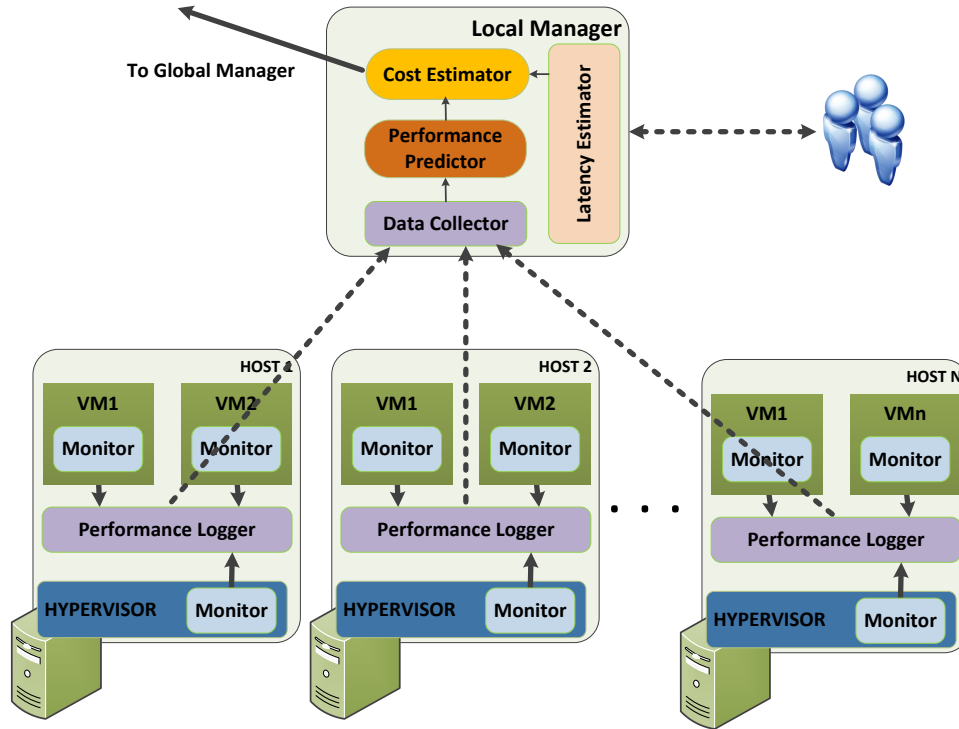 Local Manager
To Global Manager
Cost Estimator
Latency Estimator
Performance
Predictor
Data Collector
HOST 1
VM1
VM2
Monitor
Monitor
Performance Logger
HYPERVISOR
Monitor
HOST 2
VM1
VM2
Monitor
Monitor
Performance Logger
HYPERVISOR
Monitor
. . .
HOST N
VM1
VMn
Monitor
Monitor
Performance Logger
HYPERVISOR
Monitor